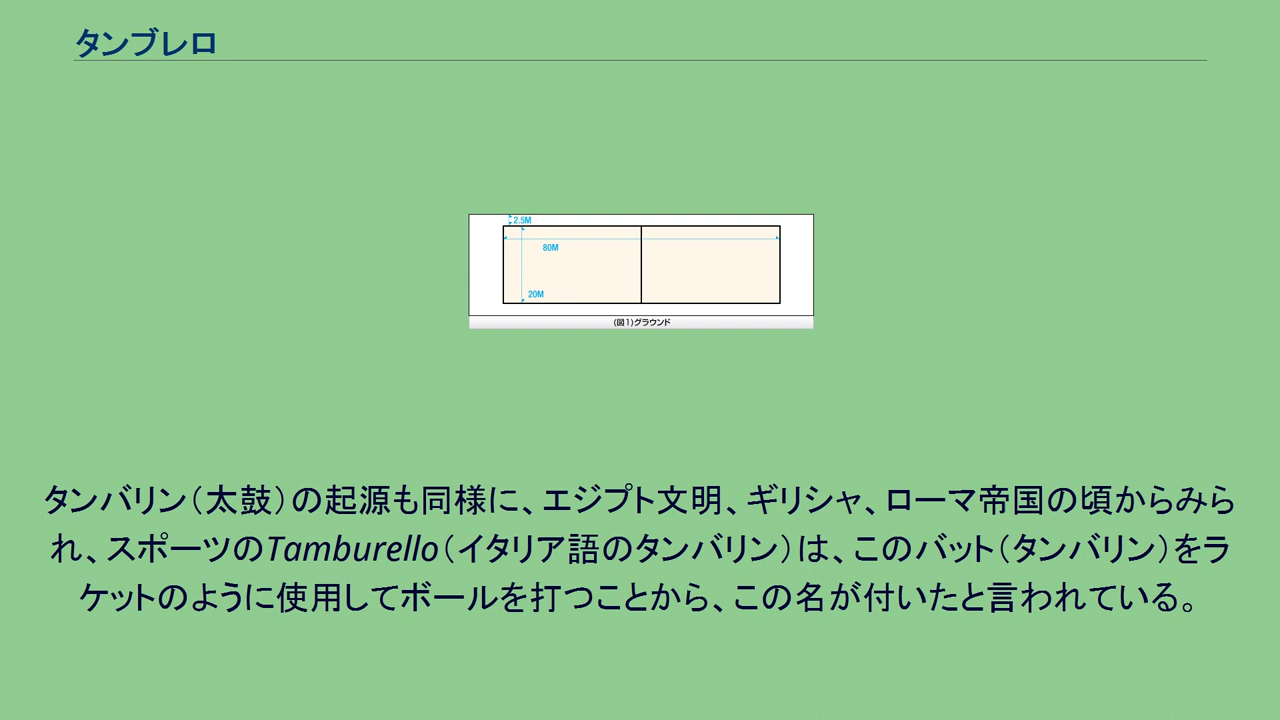 タンブレロ
2.5M
80M
20M
(図1)グラウンド
タンバリン（太鼓）の起源も同様に、エジプト文明、ギリシャ、ローマ帝国の頃からみら
れ、スポーツのTamburello（イタリア語のタンバリン）は、このバット（タンバリン）をラ
ケットのように使用してボールを打つことから、この名が付いたと言われている。